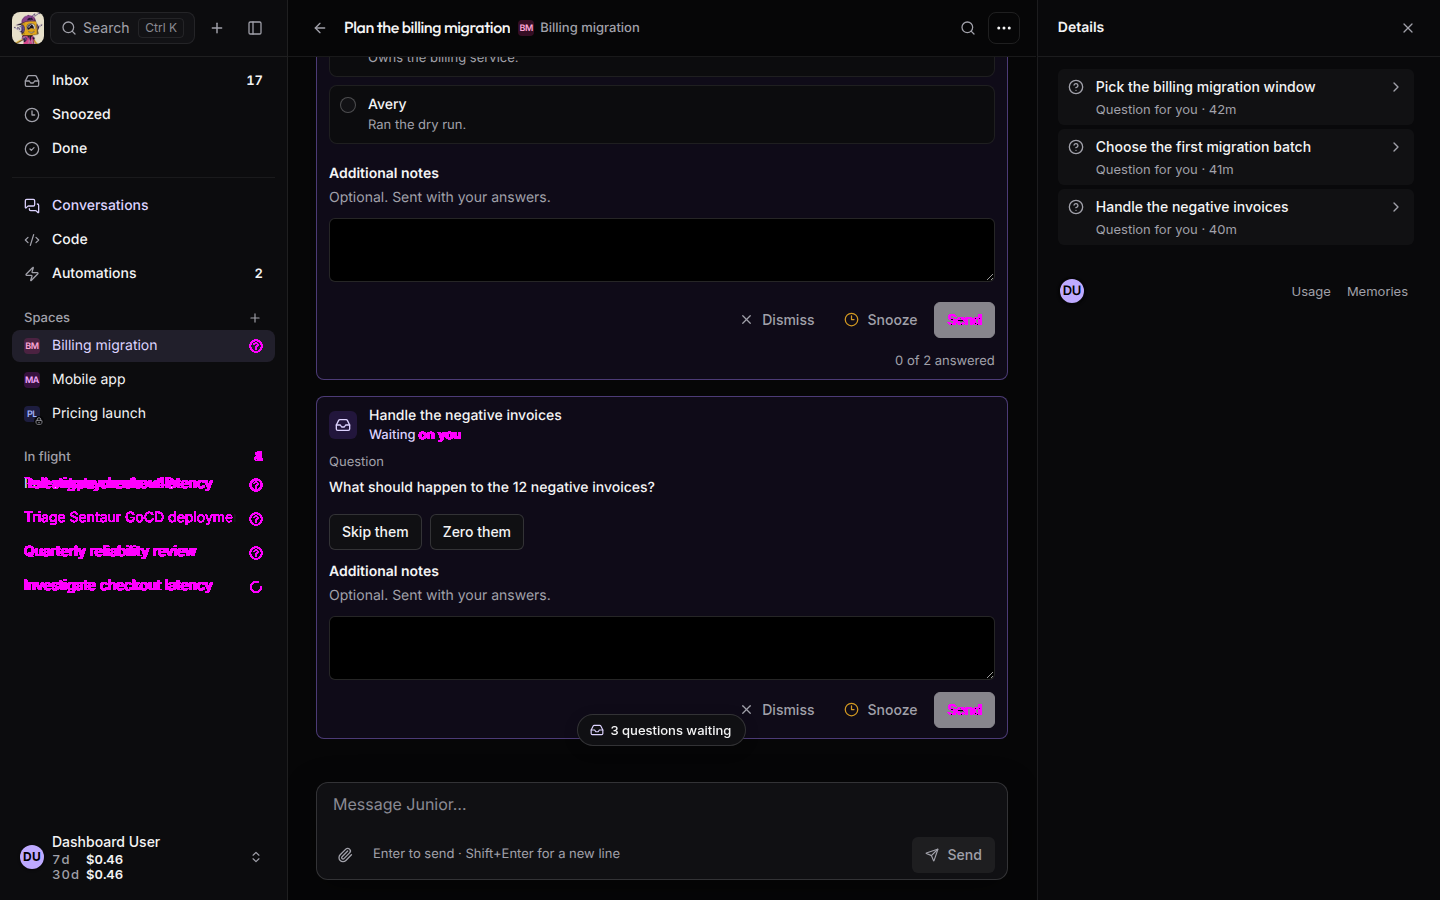 Search Ctrl K
Inbox 17
Snoozed
Done
Conversations
Code
Automations 2
Spaces
BM Billing migration
MA Mobile app
PL Pricing launch
In flight
latency
Triage Sentaur GoCD deployme
Quarterly reliability review
Investigate checkout latency
DU Dashboard User
7d $0.46
30d $0.46
Plan the billing migration BM Billing migration
Owns the billing service.
Avery
Ran the dry run.
Additional notes
Optional. Sent with your answers.
Dismiss Snooze Send
0 of 2 answered
Handle the negative invoices
Waiting on you
Question
What should happen to the 12 negative invoices?
Skip them Zero them
Additional notes
Optional. Sent with your answers.
Dismiss Snooze Send
3 questions waiting
Message Junior...
Enter to send · Shift+Enter for a new line Send
Details
Pick the billing migration window
Question for you · 42m
Choose the first migration batch
Question for you · 41m
Handle the negative invoices
Question for you · 40m
DU Usage Memories